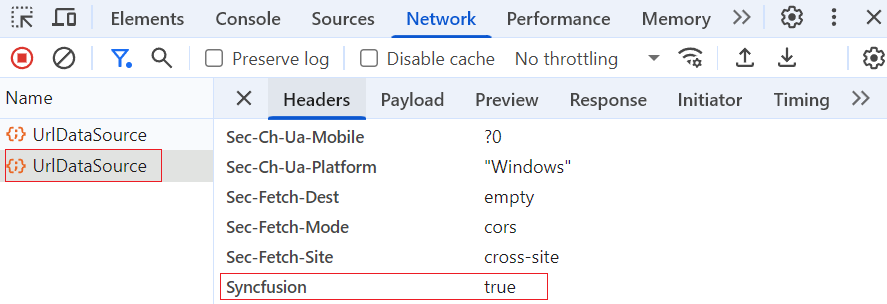 Elements Console Sources Network Performance Memory
Preserve log Disable cache No throttling
Name Headers Payload Preview Response Initiator Timing
UrlDataSource Sec-Ch-Ua-Mobile ?0
UrlDataSource Sec-Ch-Ua-Platform "Windows"
Sec-Fetch-Dest empty
Sec-Fetch-Mode cors
Sec-Fetch-Site cross-site
Syncfusion true